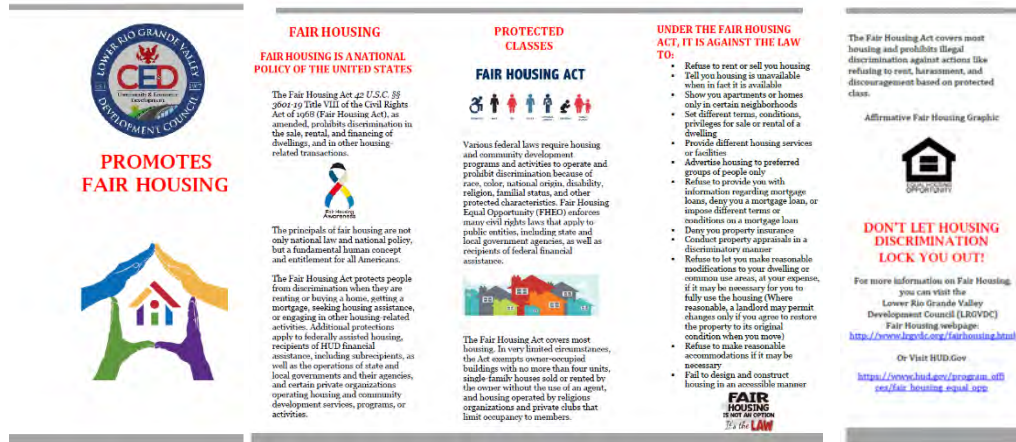 LOWER RIO GRANDE VALLEY
CED
Community & Economic
Development
DEVELOPMENT COUNCIL
PROMOTES
FAIR HOUSING
FAIR HOUSING
FAIR HOUSING IS A NATIONAL
POLICY OF THE UNITED STATES
The Fair Housing Act 42 U.S.C. §§
3601-19 Title VIII of the Civil Rights
Act of 1968 (Fair Housing Act), as
amended, prohibits discrimination in
the sale, rental, and financing of
dwellings, and in other housing-
related transactions.
Fair Housing
Awareness
The principals of fair housing are not
only national law and national policy,
but a fundamental human concept
and entitlement for all Americans.
The Fair Housing Act protects people
from discrimination when they are
renting or buying a home, getting a
mortgage, seeking housing assistance,
or engaging in other housing-related
activities. Additional protections
apply to federally assisted housing,
recipients of HUD financial
assistance, including subrecipients, as
well as the operations of state and
local governments and their agencies,
and certain private organizations
operating housing and community
development services, programs, or
activities.
PROTECTED
CLASSES
FAIR HOUSING ACT
Various federal laws require housing
and community development
programs and activities to operate and
prohibit discrimination because of
race, color, national origin, disability,
religion, familial status, and other
protected characteristics. Fair Housing
Equal Opportunity (FHEO) enforces
many civil rights laws that apply to
public entities, including state and
local government agencies, as well as
recipients of federal financial
assistance.
The Fair Housing Act covers most
housing. In very limited circumstances,
the Act exempts owner-occupied
buildings with no more than four units,
single-family houses sold or rented by
the owner without the use of an agent,
and housing operated by religious
organizations and private clubs that
limit occupancy to members.
UNDER THE FAIR HOUSING
ACT, IT IS AGAINST THE LAW
TO:
▪ Refuse to rent or sell you housing
▪ Tell you housing is unavailable
when in fact it is available
▪ Show you apartments or homes
only in certain neighborhoods
▪ Set different terms, conditions,
privileges for sale or rental of a
dwelling
▪ Provide different housing services
or facilities
▪ Advertise housing to preferred
groups of people only
▪ Refuse to provide you with
information regarding mortgage
loans, deny you a mortgage loan, or
impose different terms or
conditions on a mortgage loan
▪ Deny you property insurance
▪ Conduct property appraisals in a
discriminatory manner
▪ Refuse to let you make reasonable
modifications to your dwelling or
common use areas, at your expense,
if it may be necessary for you to
fully use the housing (Where
reasonable, a landlord may permit
changes only if you agree to restore
the property to its original
condition when you move)
▪ Refuse to make reasonable
accommodations if it may be
necessary
▪ Fail to design and construct
housing in an accessible manner
FAIR
HOUSING
IS NOT AN OPTION
It's the LAW
The Fair Housing Act covers most
housing and prohibits illegal
discrimination against actions like
refusing to rent, harassment, and
discouragement based on protected
class.
Affirmative Fair Housing Graphic
EQUAL HOUSING
OPPORTUNITY
DON'T LET HOUSING
DISCRIMINATION
LOCK YOU OUT!
For more information on Fair Housing,
you can visit the
Lower Rio Grande Valley
Development Council (LRGVDC)
Fair Housing webpage:
http://www.lrgvdc.org/fairhousing.html
Or Visit HUD.Gov
https://www.hud.gov/program_offi
ces/fair_housing_equal_opp